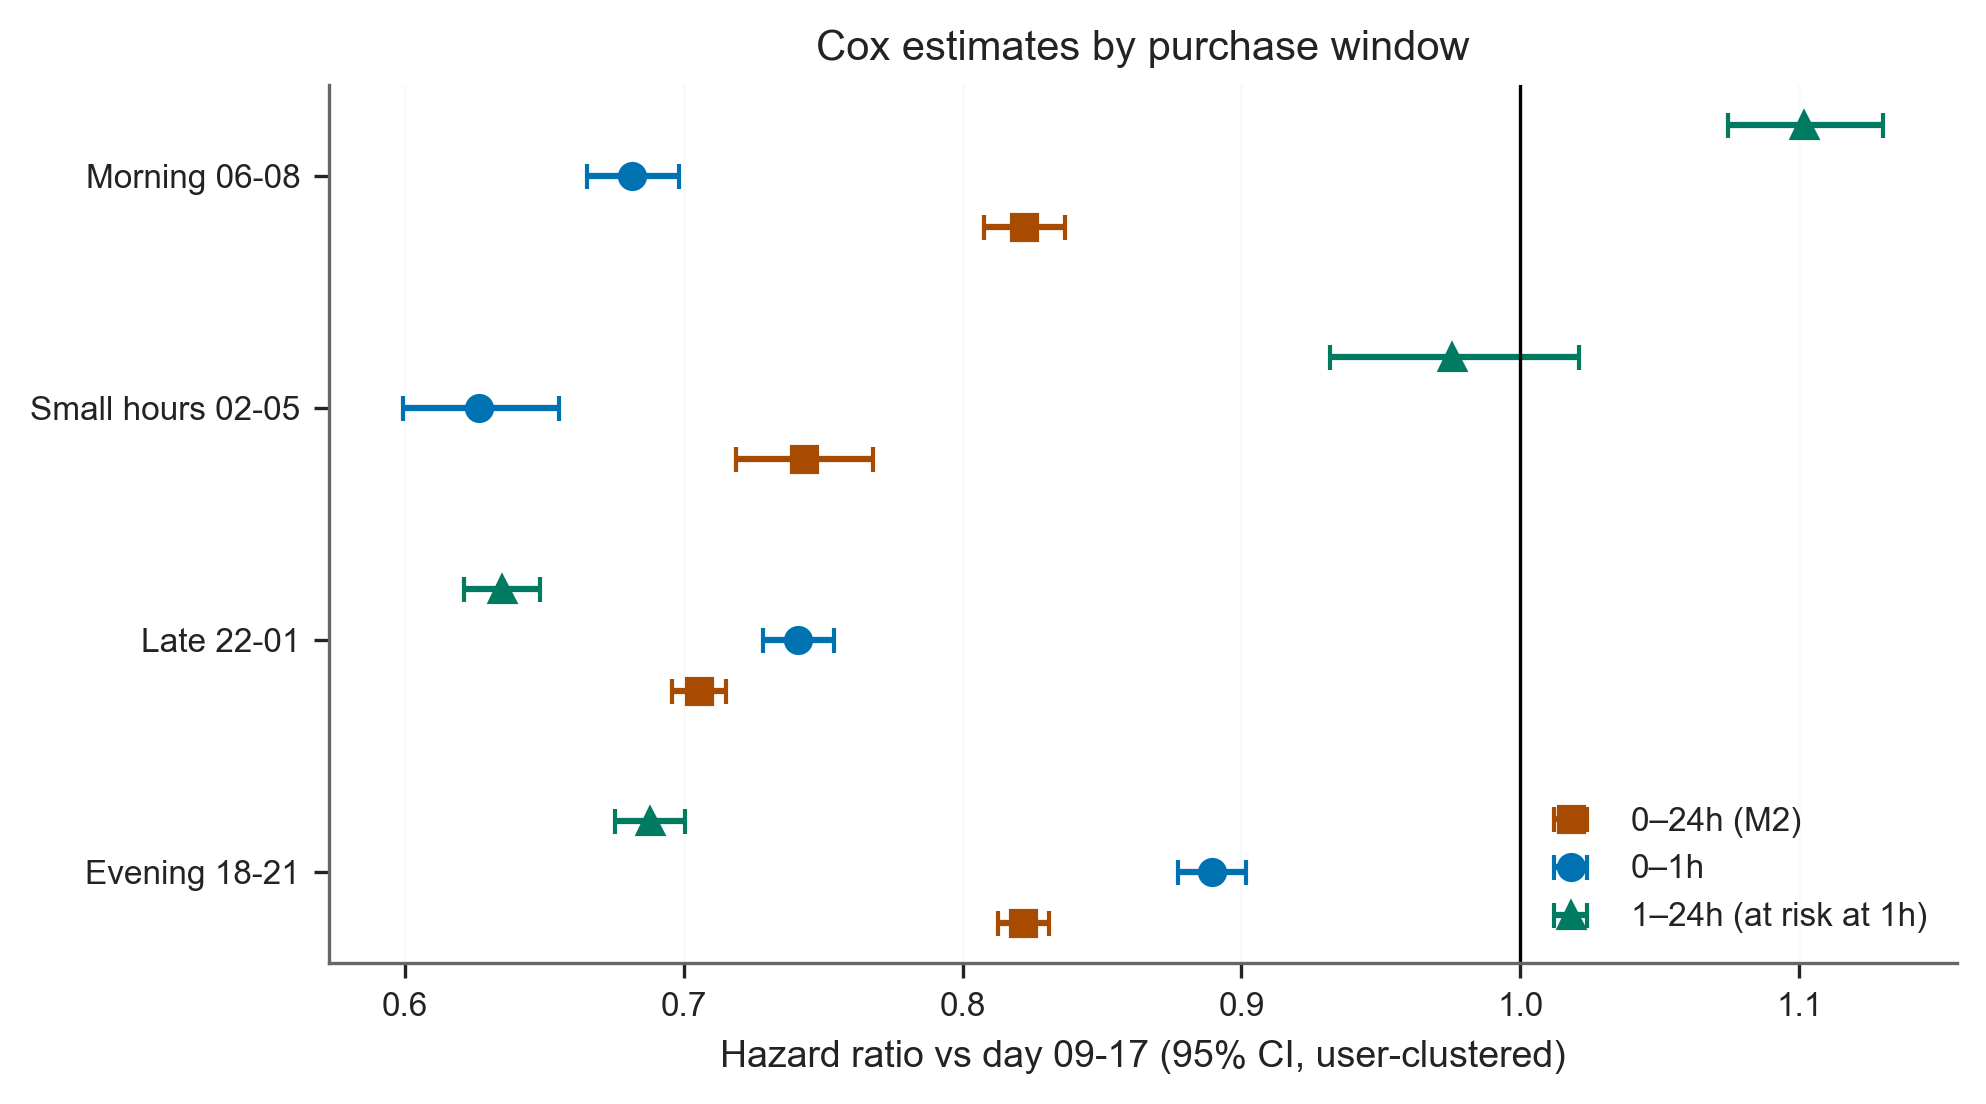 Cox estimates by purchase window
Morning 06-08
Small hours 02-05
Late 22-01
Evening 18-21
0–24h (M2)
0–1h
1–24h (at risk at 1h)
0.6 0.7 0.8 0.9 1.0 1.1
Hazard ratio vs day 09-17 (95% CI, user-clustered)